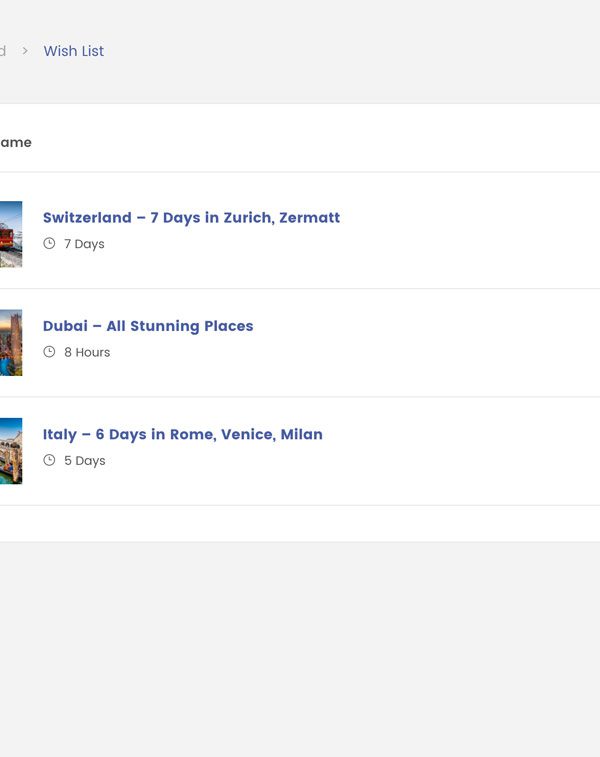 d > Wish List
ame
Switzerland – 7 Days in Zurich, Zermatt
7 Days
Dubai – All Stunning Places
8 Hours
Italy – 6 Days in Rome, Venice, Milan
5 Days